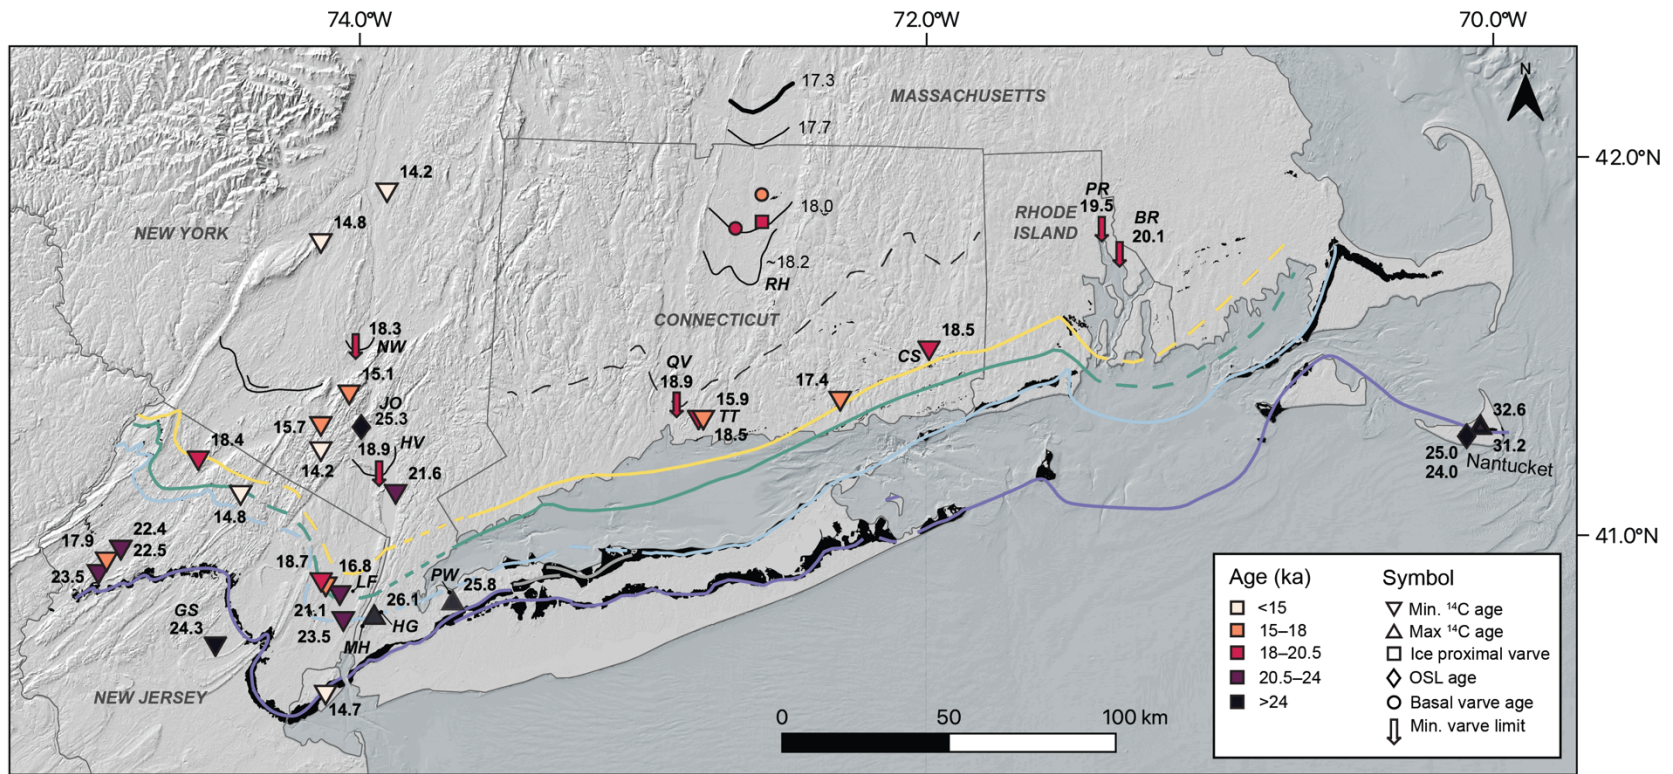 74.0°W
72.0°W
70.0°W
N
17.3
MASSACHUSETTS
17.7
42.0°N
14.2
PR
19.5
18.0
RHODE
ISLAND
BR
20.1
14.8
NEW YORK
~18.2
RH
CONNECTICUT
18.3
NW
18.5
CS
QV
18.9
15.1
17.4
15.9
TT
18.5
JO
25.3
15.7
32.6
31.2
25.0
24.0
Nantucket
18.4
HV
18.9
14.2
21.6
14.8
22.4
22.5
17.9
23.5
41.0°N
18.7
16.8
LF
PW
25.8
26.1
HG
21.1
23.5
MH
GS
24.3
NEW JERSEY
14.7
0
50
100 km
Age (ka)
<15
15–18
18–20.5
20.5–24
>24
Symbol
Min. ¹⁴C age
Max ¹⁴C age
Ice proximal varve
OSL age
Basal varve age
Min. varve limit